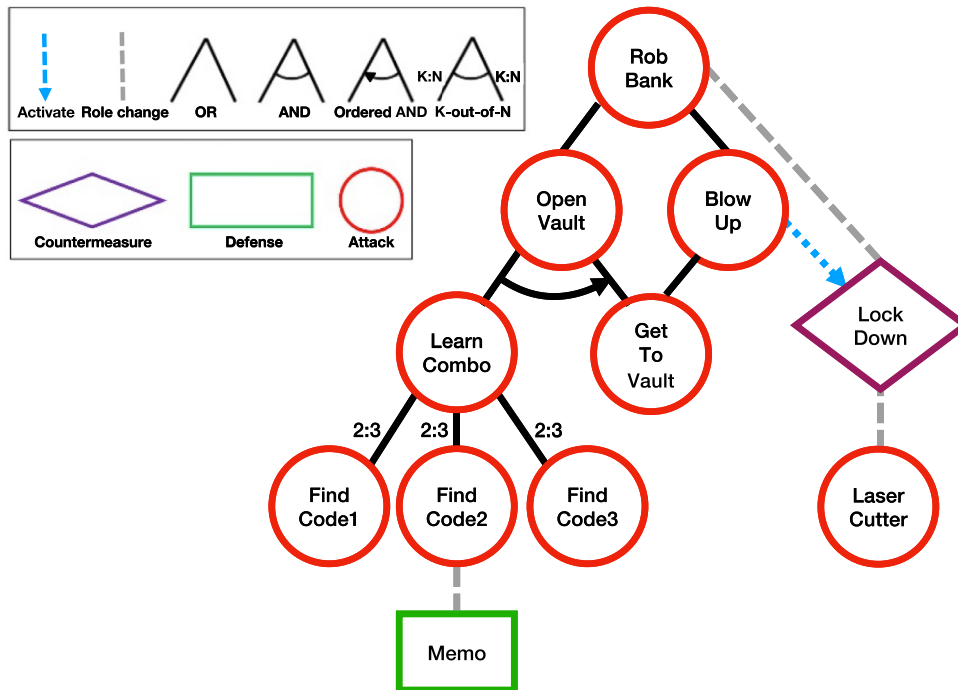 K:N K:N
Activate Role change OR AND Ordered AND K-out-of-N
Countermeasure Defense Attack
Rob
Bank
Open
Vault
Blow
Up
Lock
Down
Learn
Combo
Get
To
Vault
2:3 2:3 2:3
Find
Code1
Find
Code2
Find
Code3
Laser
Cutter
Memo